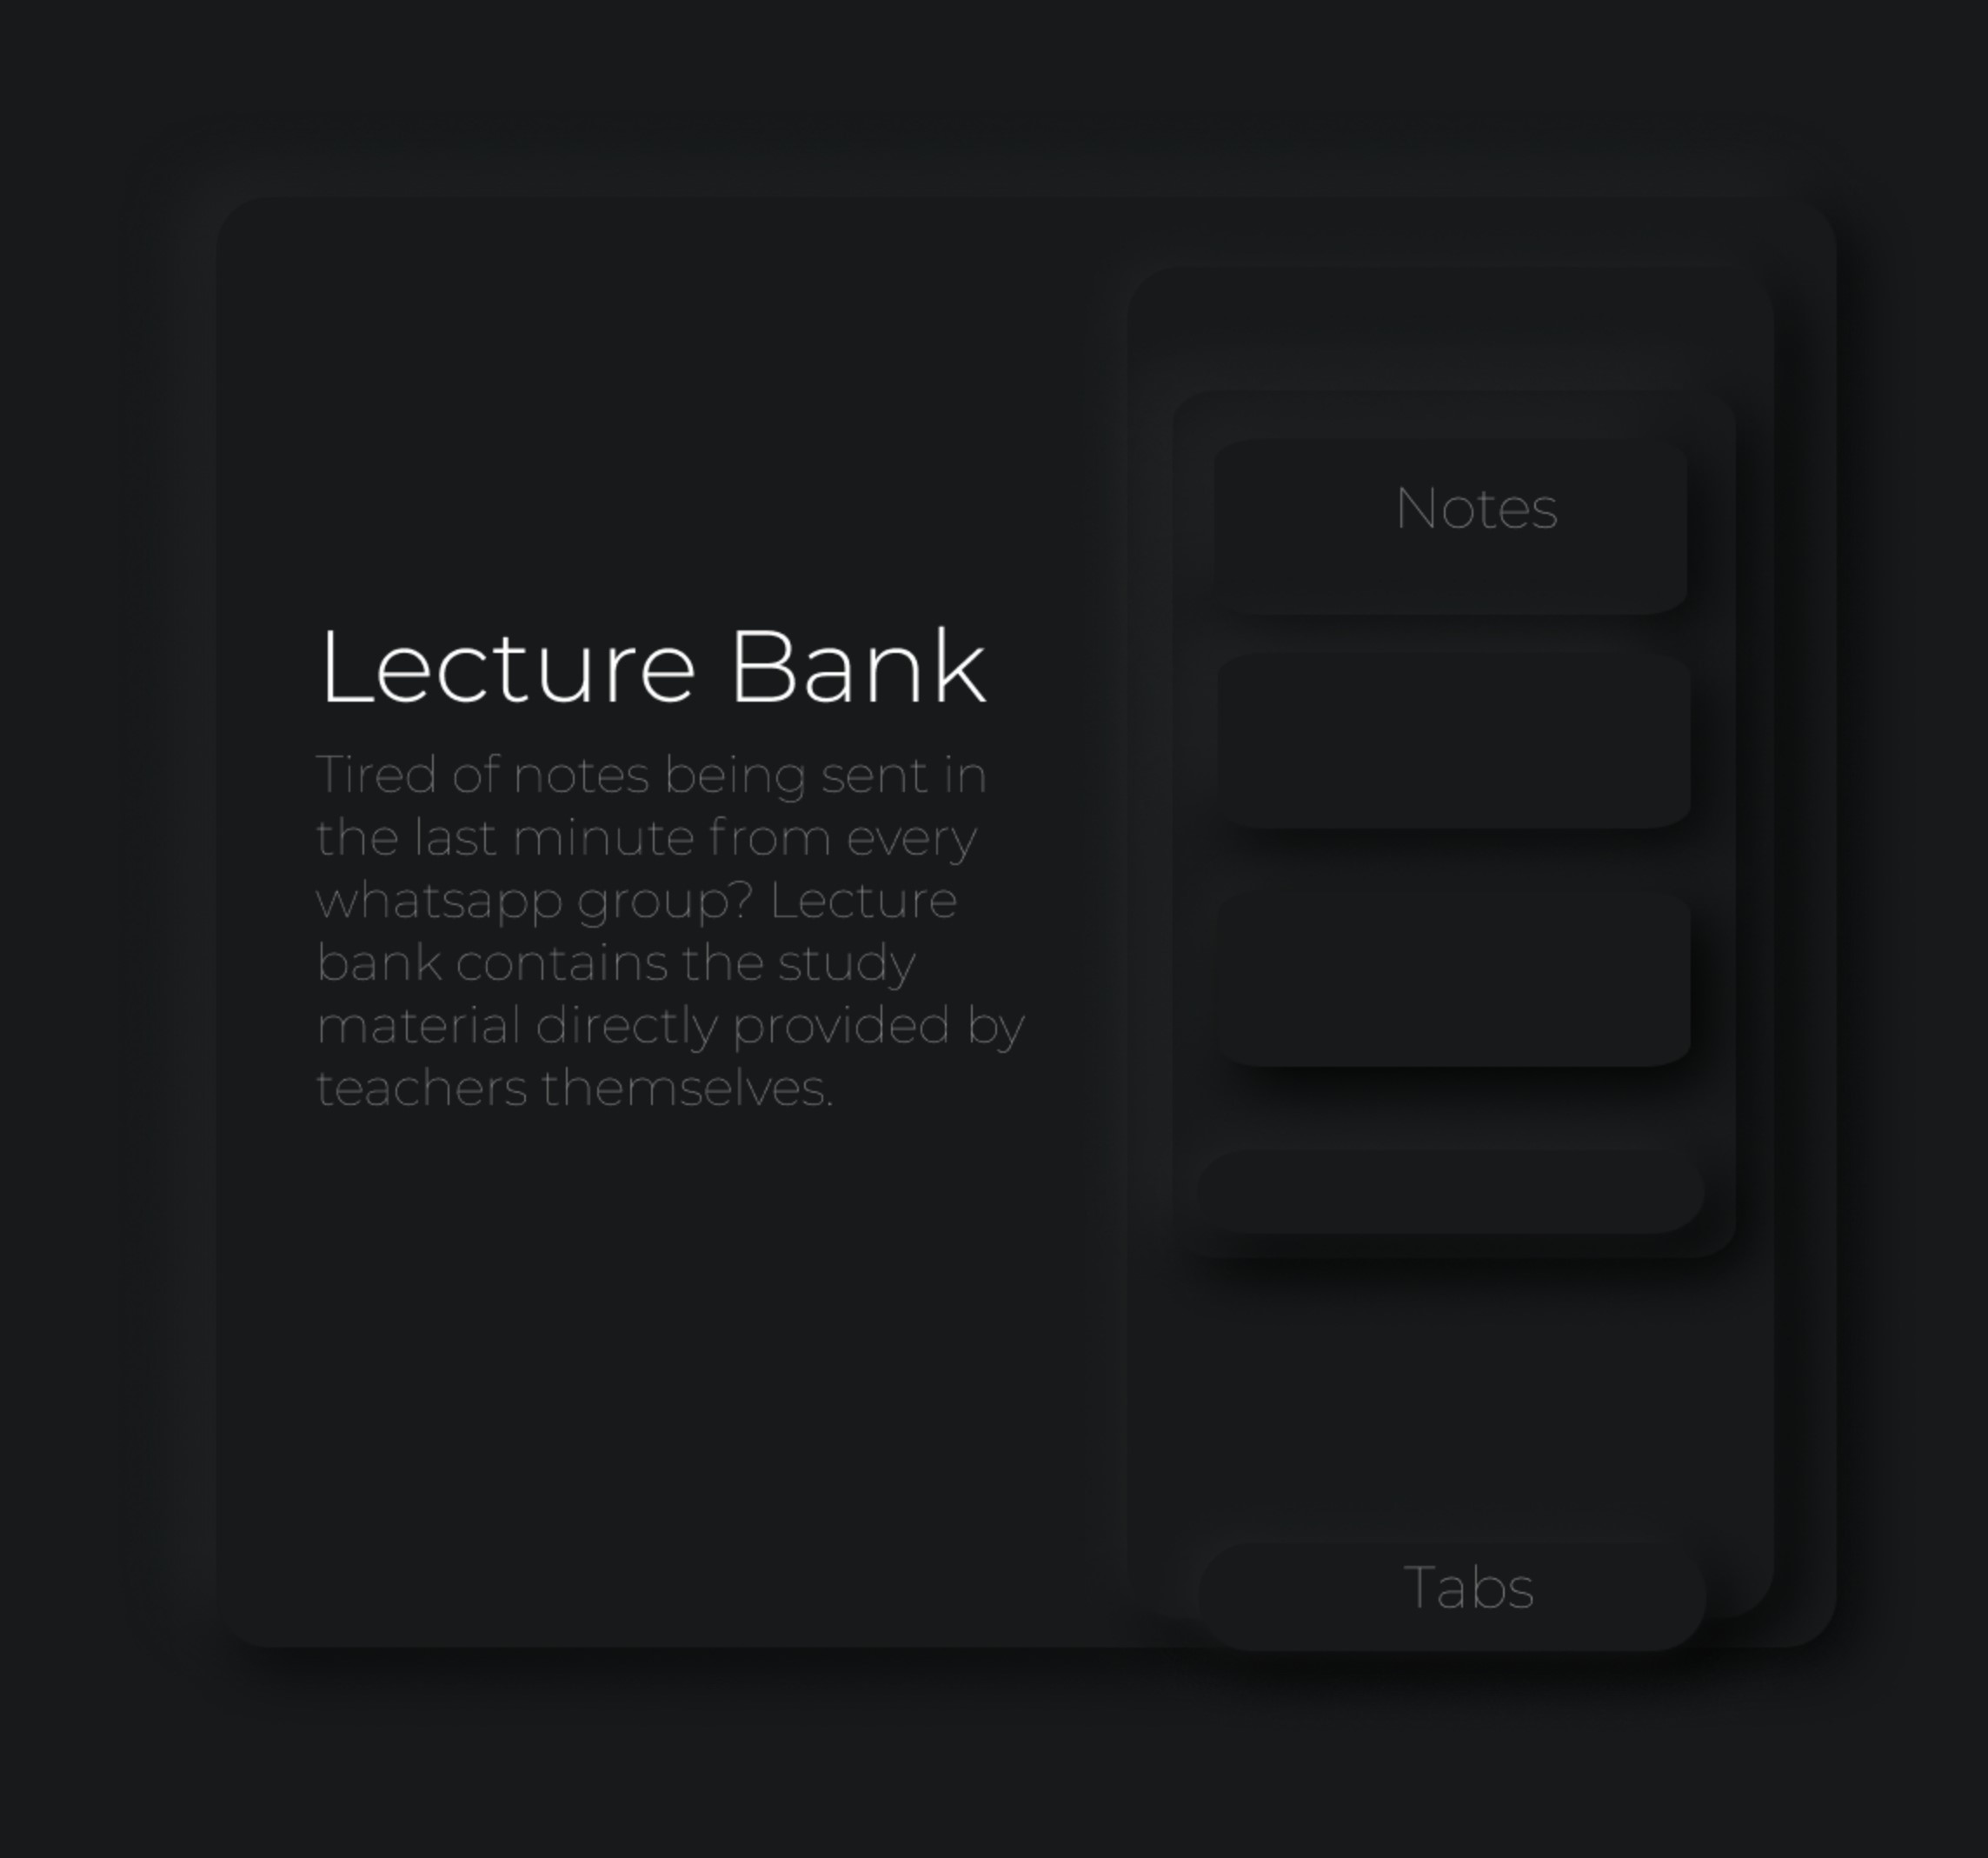 Lecture Bank
Tired of notes being sent in
the last minute from every
whatsapp group? Lecture
bank contains the study
material directly provided by
teachers themselves.
Notes
Tabs